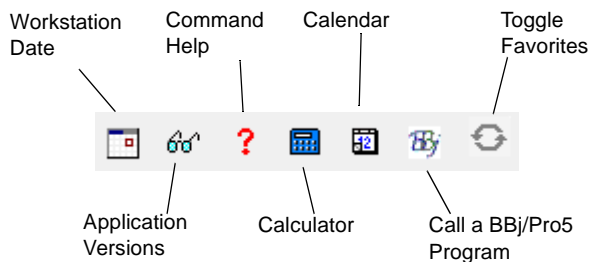 Workstation
Date
Command
Help
Calendar
Toggle
Favorites
?
12
BBj
Application
Versions
Calculator
Call a BBj/Pro5
Program